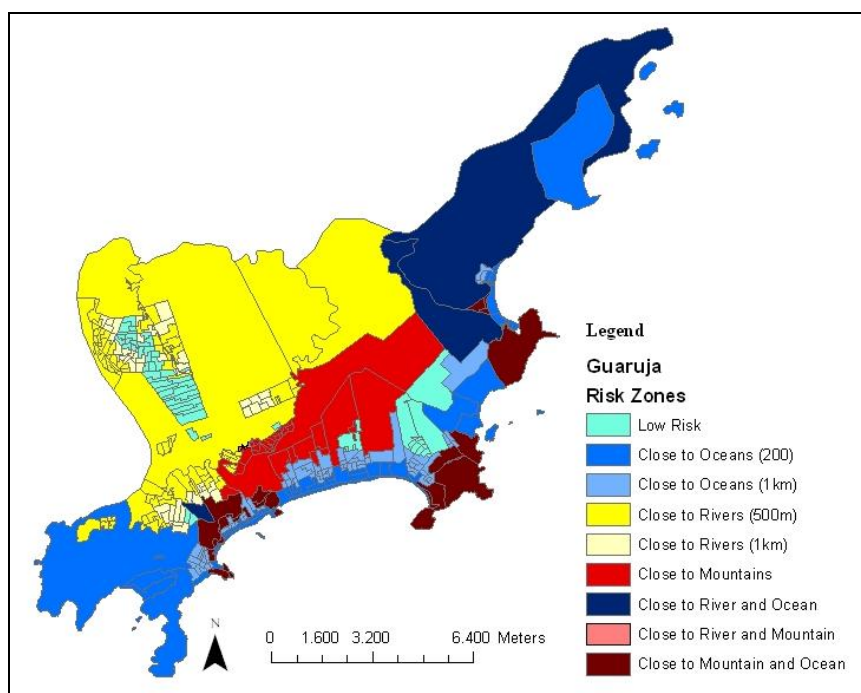 Legend
Guaruja
Risk Zones
Low Risk
Close to Oceans (200)
Close to Oceans (1km)
Close to Rivers (500m)
Close to Rivers (1km)
Close to Mountains
Close to River and Ocean
Close to River and Mountain
Close to Mountain and Ocean
N
0 1.600 3.200 6.400 Meters